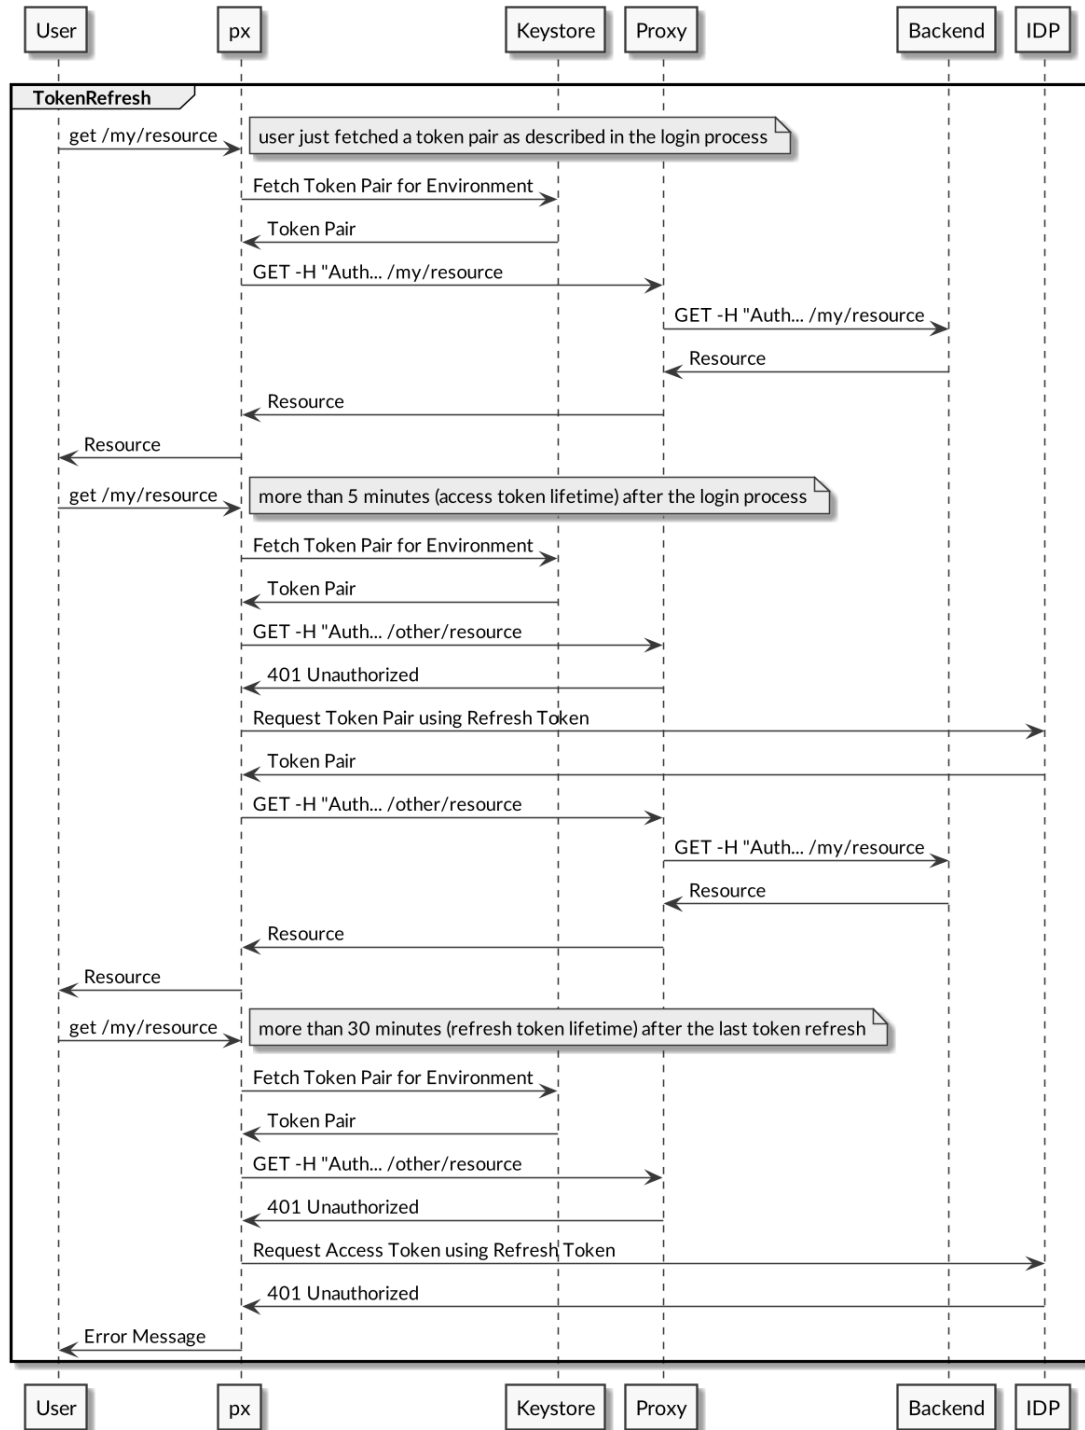 User px Keystore Proxy Backend IDP
TokenRefresh
get /my/resource
user just fetched a token pair as described in the login process
Fetch Token Pair for Environment
Token Pair
GET -H "Auth... /my/resource
GET -H "Auth... /my/resource
Resource
Resource
Resource
get /my/resource
more than 5 minutes (access token lifetime) after the login process
Fetch Token Pair for Environment
Token Pair
GET -H "Auth... /other/resource
401 Unauthorized
Request Token Pair using Refresh Token
Token Pair
GET -H "Auth... /other/resource
GET -H "Auth... /my/resource
Resource
Resource
Resource
get /my/resource
more than 30 minutes (refresh token lifetime) after the last token refresh
Fetch Token Pair for Environment
Token Pair
GET -H "Auth... /other/resource
401 Unauthorized
Request Access Token using Refresh Token
401 Unauthorized
Error Message
User px Keystore Proxy Backend IDP